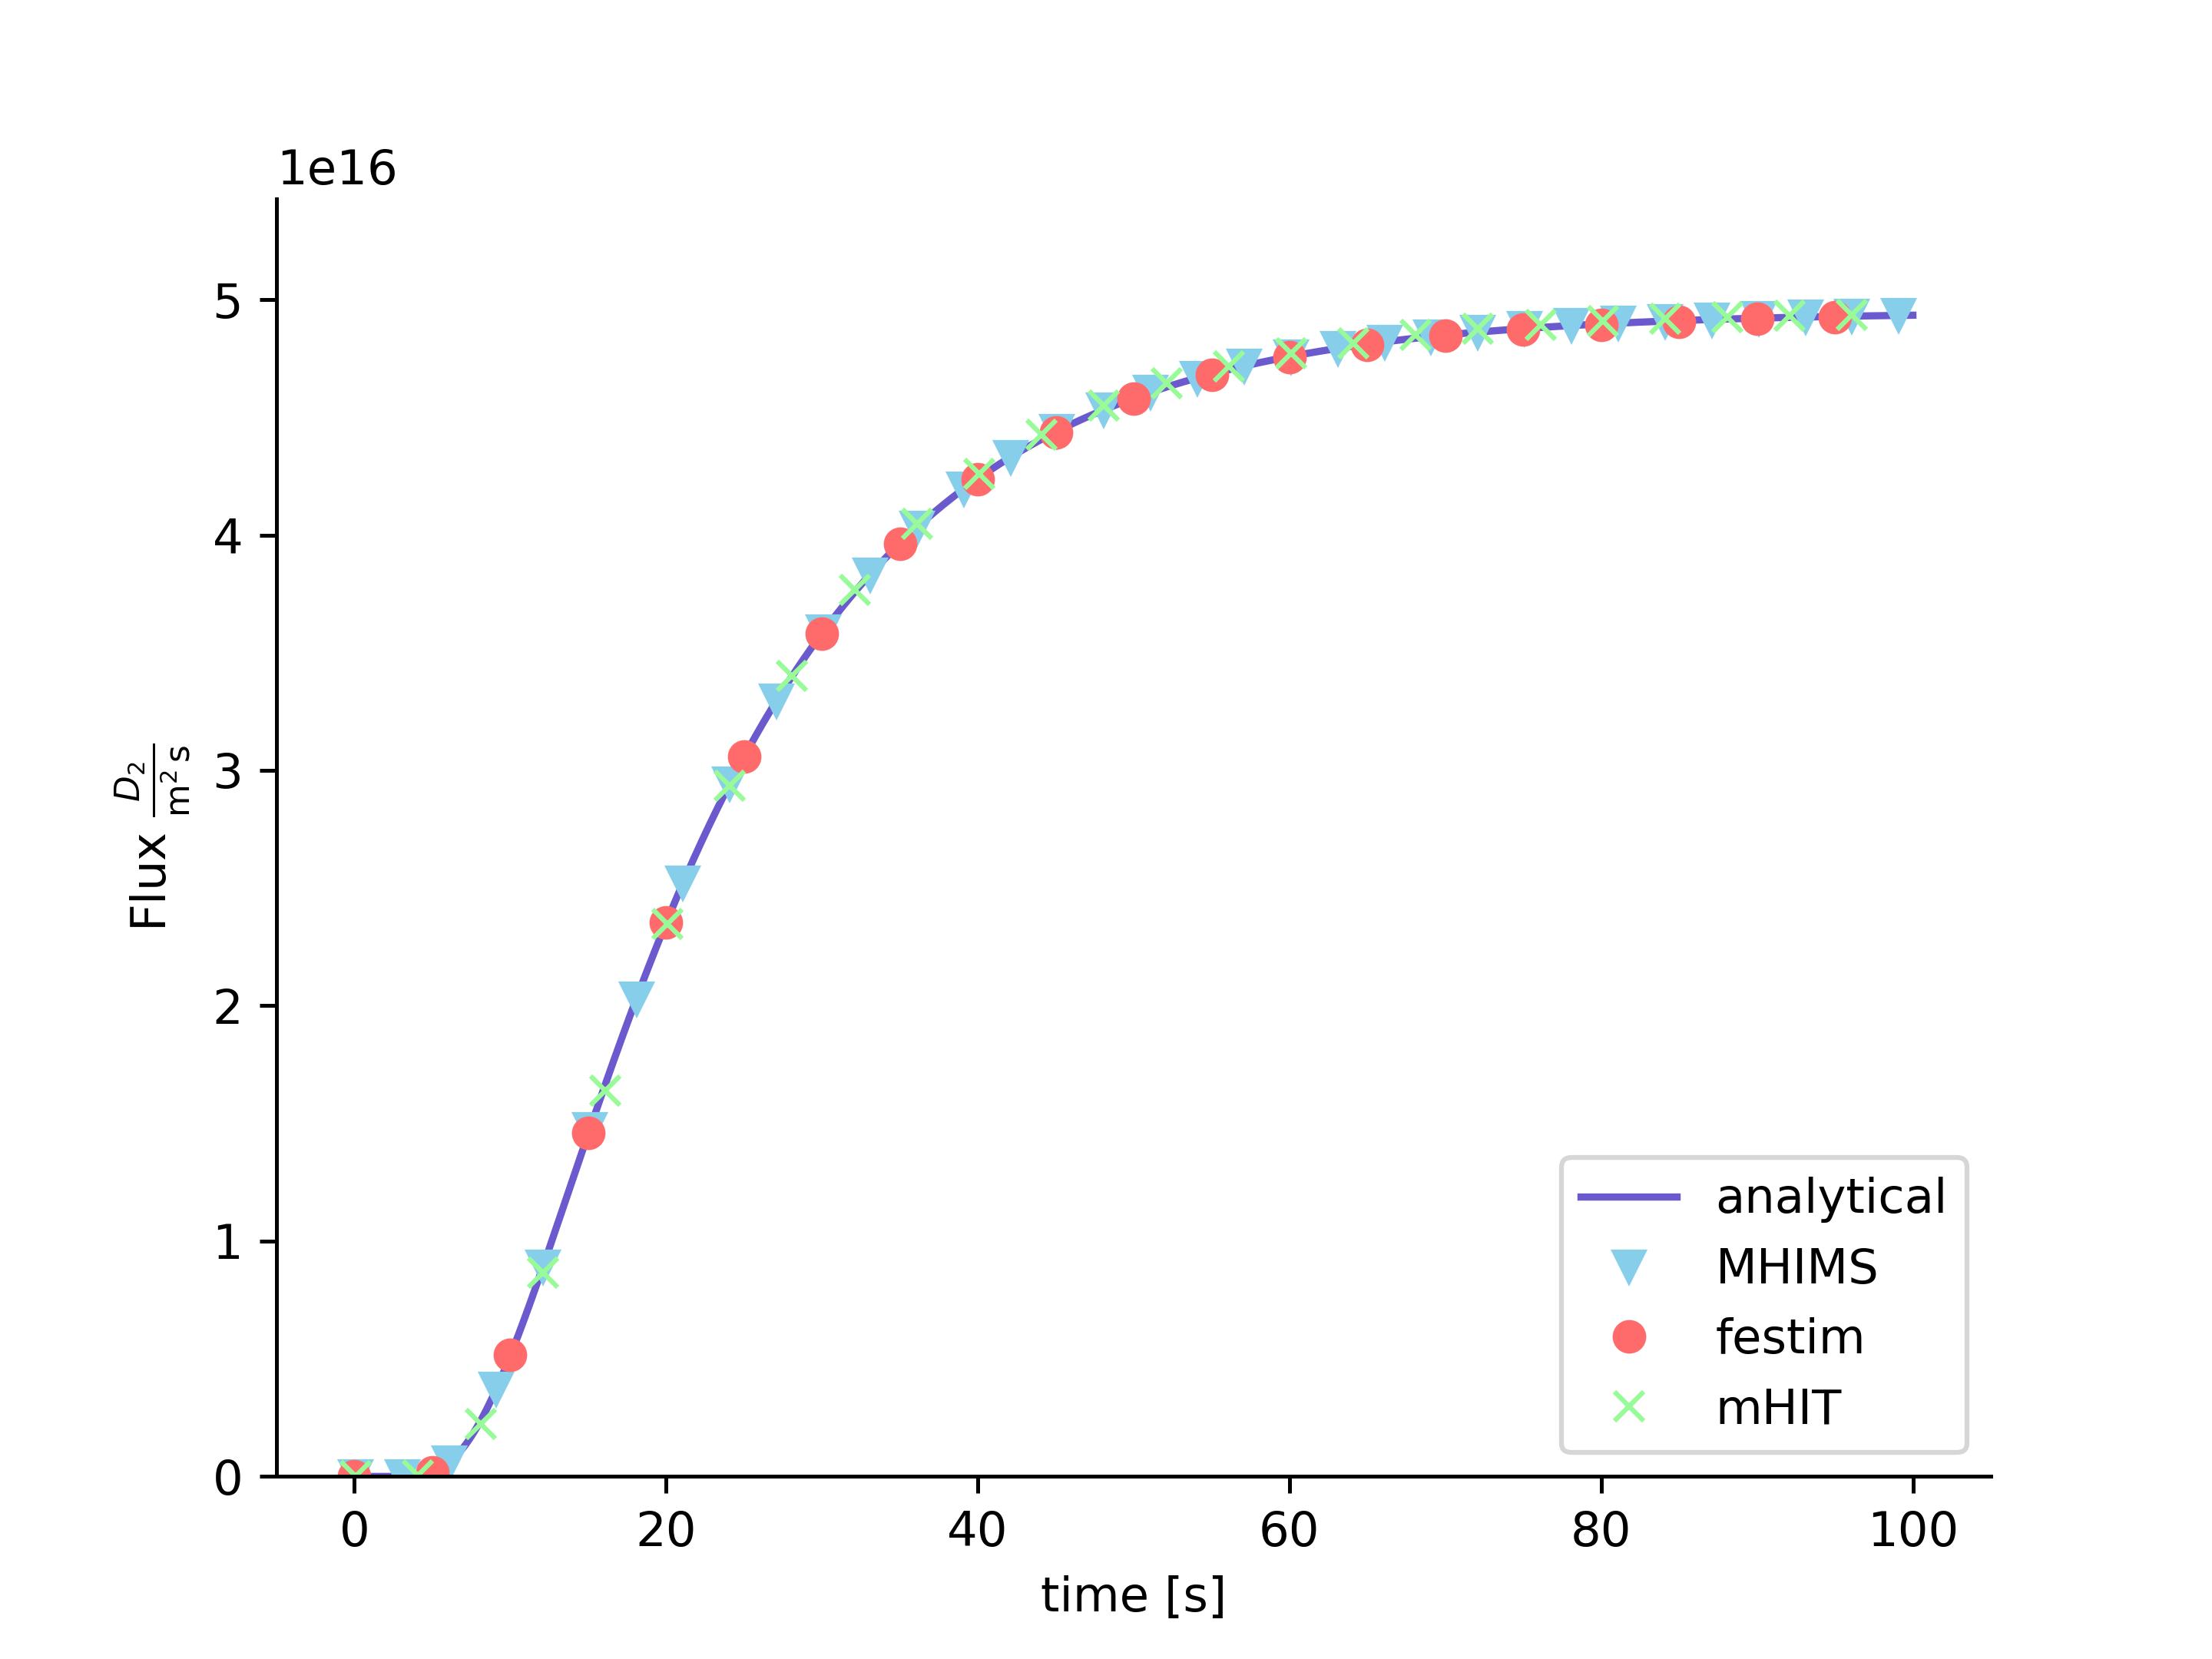 1e16
5
4
3
2
1
0
Flux D₂/m² s
0 20 40 60 80 100
time [s]
analytical
MHIMS
festim
mHIT